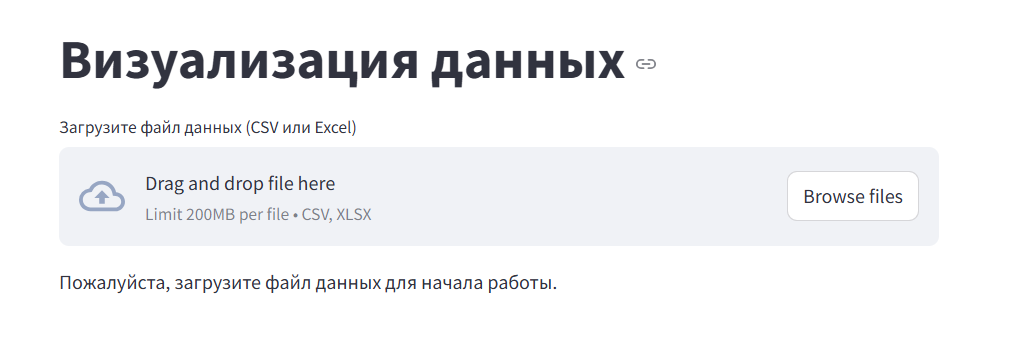 Визуализация данных
Загрузите файл данных (CSV или Excel)
Drag and drop file here
Limit 200MB per file • CSV, XLSX
Browse files
Пожалуйста, загрузите файл данных для начала работы.